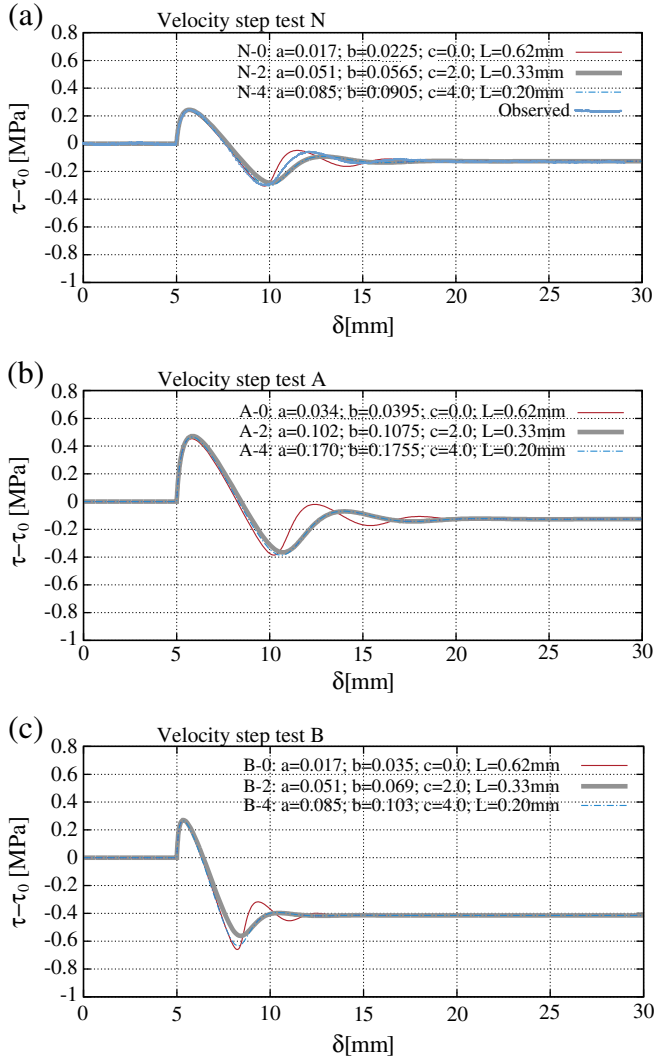 (a)
Velocity step test N
N-0: a=0.017; b=0.0225; c=0.0; L=0.62mm
N-2: a=0.051; b=0.0565; c=2.0; L=0.33mm
N-4: a=0.085; b=0.0905; c=4.0; L=0.20mm
Observed
τ−τ0 [MPa]
0.8
0.6
0.4
0.2
0
-0.2
-0.4
-0.6
-0.8
-1
0 5 10 15 20 25 30
δ[mm]
(b)
Velocity step test A
A-0: a=0.034; b=0.0395; c=0.0; L=0.62mm
A-2: a=0.102; b=0.1075; c=2.0; L=0.33mm
A-4: a=0.170; b=0.1755; c=4.0; L=0.20mm
τ−τ0 [MPa]
0.8
0.6
0.4
0.2
0
-0.2
-0.4
-0.6
-0.8
-1
0 5 10 15 20 25 30
δ[mm]
(c)
Velocity step test B
B-0: a=0.017; b=0.035; c=0.0; L=0.62mm
B-2: a=0.051; b=0.069; c=2.0; L=0.33mm
B-4: a=0.085; b=0.103; c=4.0; L=0.20mm
τ−τ0 [MPa]
0.8
0.6
0.4
0.2
0
-0.2
-0.4
-0.6
-0.8
-1
0 5 10 15 20 25 30
δ[mm]